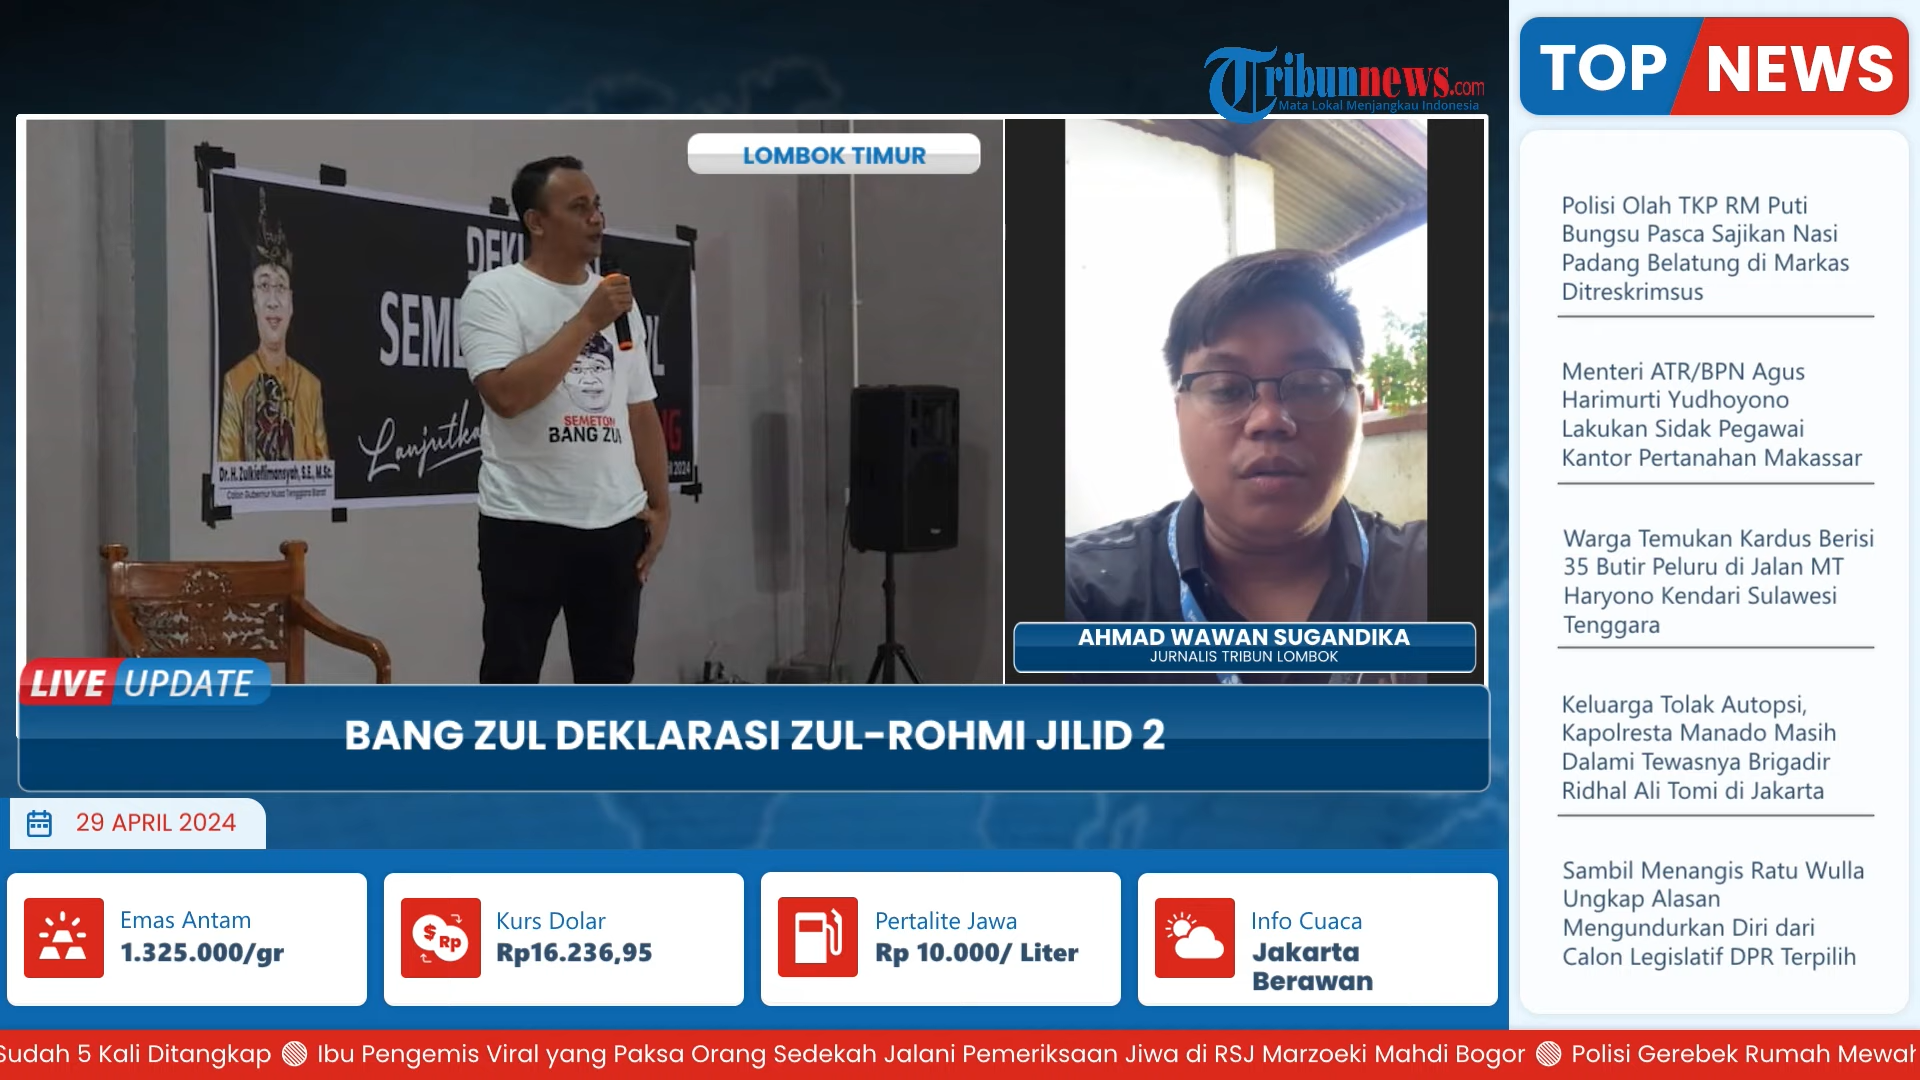 Tribunnews.com
Mata Lokal Menjangkau Indonesia
TOP NEWS
LOMBOK TIMUR
SEMETON
BANG ZUL
Lanjutka
Dr. H. Zulkieflimansyah, S.E., M.Sc.
Calon Gubernur Nusa Tenggara Barat
2024
AHMAD WAWAN SUGANDIKA
JURNALIS TRIBUN LOMBOK
LIVE UPDATE
BANG ZUL DEKLARASI ZUL-ROHMI JILID 2
29 APRIL 2024
Emas Antam
1.325.000/gr
Kurs Dolar
Rp16.236,95
Pertalite Jawa
Rp 10.000/ Liter
Info Cuaca
Jakarta
Berawan
Polisi Olah TKP RM Puti
Bungsu Pasca Sajikan Nasi
Padang Belatung di Markas
Ditreskrimsus
Menteri ATR/BPN Agus
Harimurti Yudhoyono
Lakukan Sidak Pegawai
Kantor Pertanahan Makassar
Warga Temukan Kardus Berisi
35 Butir Peluru di Jalan MT
Haryono Kendari Sulawesi
Tenggara
Keluarga Tolak Autopsi,
Kapolresta Manado Masih
Dalami Tewasnya Brigadir
Ridhal Ali Tomi di Jakarta
Sambil Menangis Ratu Wulla
Ungkap Alasan
Mengundurkan Diri dari
Calon Legislatif DPR Terpilih
Sudah 5 Kali Ditangkap Ibu Pengemis Viral yang Paksa Orang Sedekah Jalani Pemeriksaan Jiwa di RSJ Marzoeki Mahdi Bogor Polisi Gerebek Rumah Mewah